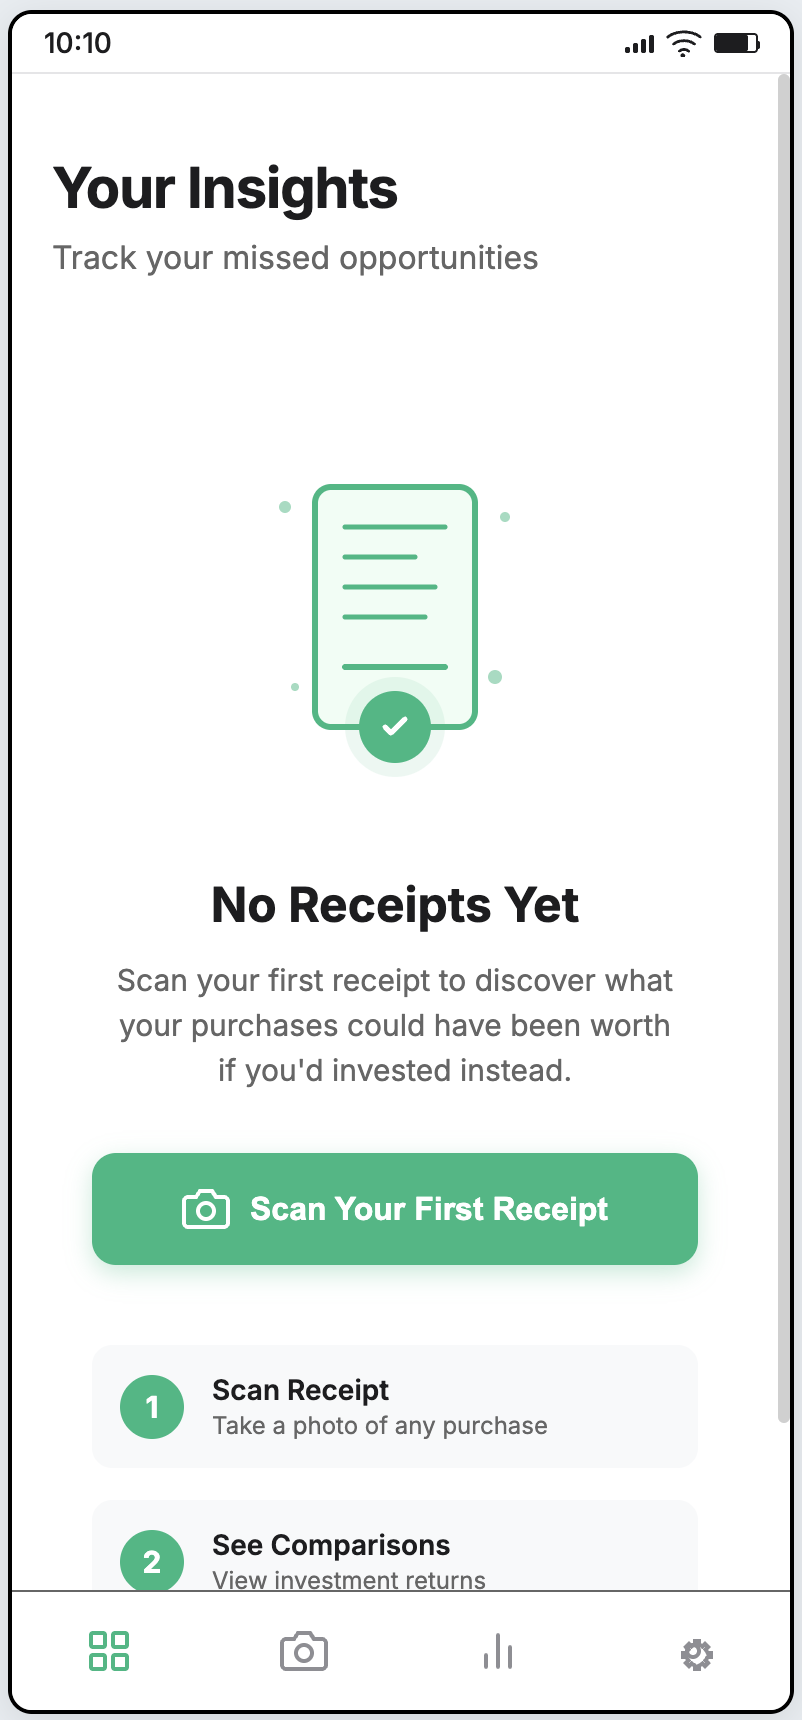 10:10
Your Insights
Track your missed opportunities
No Receipts Yet
Scan your first receipt to discover what
your purchases could have been worth
if you'd invested instead.
Scan Your First Receipt
1
Scan Receipt
Take a photo of any purchase
2
See Comparisons
View investment returns